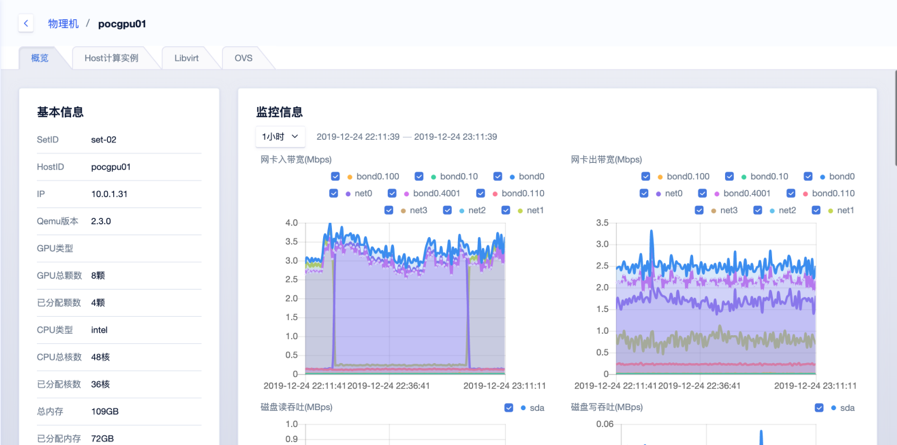 物理机 / pocgpu01
概览 Host计算实例 Libvirt OVS
基本信息
SetID set-02
HostID pocgpu01
IP 10.0.1.31
Qemu版本 2.3.0
GPU类型
GPU总颗数 8颗
已分配颗数 4颗
CPU类型 intel
CPU总核数 48核
已分配核数 36核
总内存 109GB
已分配内存 72GB
监控信息
1小时 2019-12-24 22:11:39 — 2019-12-24 23:11:39
网卡入带宽(Mbps)
bond0.100 bond0.10 bond0
net0 bond0.4001 bond0.110
net3 net2 net1
4.0
3.5
3.0
2.5
2.0
1.5
1.0
0.5
0
2019-12-24 22:11:41 2019-12-24 22:36:41 2019-12-24 23:11:11
网卡出带宽(Mbps)
bond0.100 bond0.10 bond0
net0 bond0.4001 bond0.110
net3 net2 net1
3.5
3.0
2.5
2.0
1.5
1.0
0.5
0
2019-12-24 22:11:41 2019-12-24 22:36:41 2019-12-24 23:11:11
磁盘读吞吐(MBps) sda
1.0
0.9
磁盘写吞吐(MBps) sda
0.06